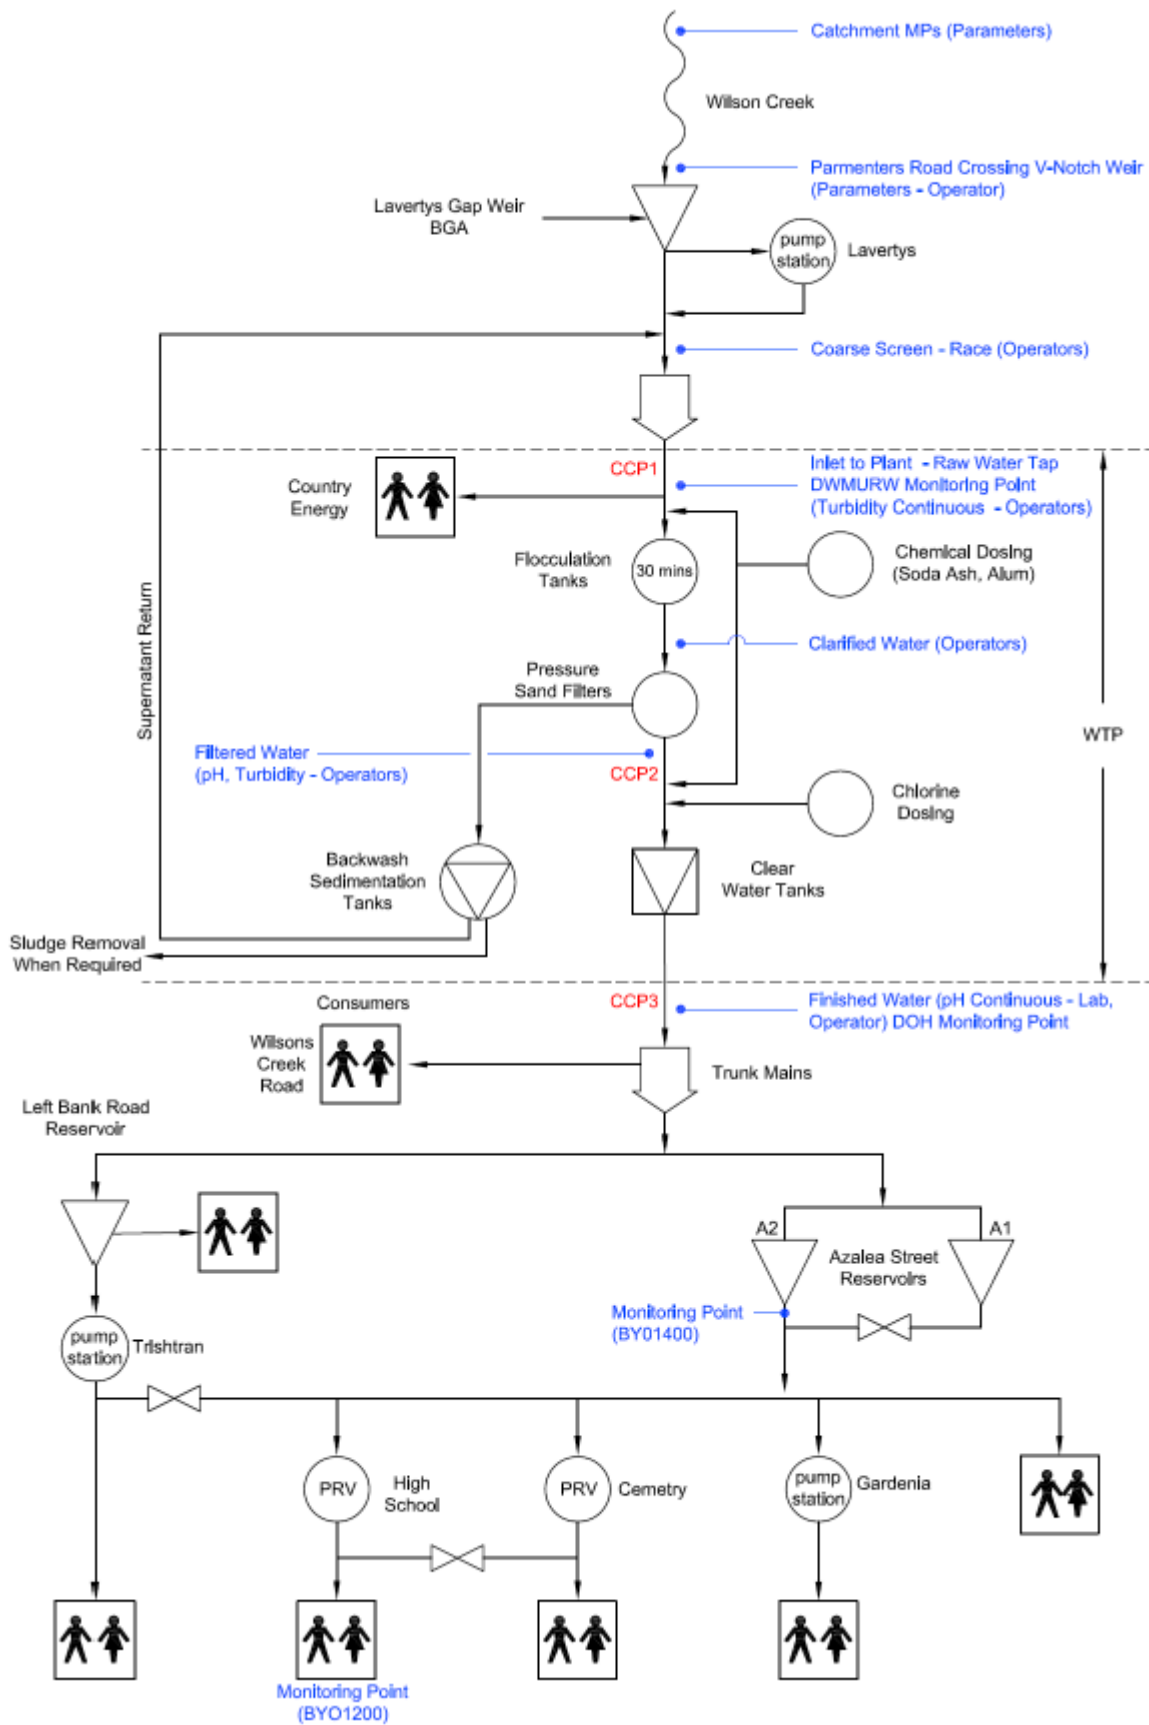 Catchment MPs (Parameters)
Wilson Creek
Parmenters Road Crossing V-Notch Weir
(Parameters - Operator)
Lavertys Gap Weir
BGA
pump
station
Lavertys
Coarse Screen - Race (Operators)
CCP1
Inlet to Plant - Raw Water Tap
DWMURW Monitoring Point
(Turbidity Continuous - Operators)
Country
Energy
Flocculation
Tanks
30 mins
Chemical Dosing
(Soda Ash, Alum)
Supernatant Return
Clarified Water (Operators)
Pressure
Sand Filters
WTP
Filtered Water
(pH, Turbidity - Operators)
CCP2
Chlorine
Dosing
Backwash
Sedimentation
Tanks
Clear
Water Tanks
Sludge Removal
When Required
CCP3
Finished Water (pH Continuous - Lab,
Operator) DOH Monitoring Point
Consumers
Wilsons
Creek
Road
Trunk Mains
Left Bank Road
Reservoir
A2
A1
Azalea Street
Reservoirs
Monitoring Point
(BY01400)
pump
station
Trishtran
PRV
High
School
PRV
Cemetry
pump
station
Gardenia
Monitoring Point
(BYO1200)